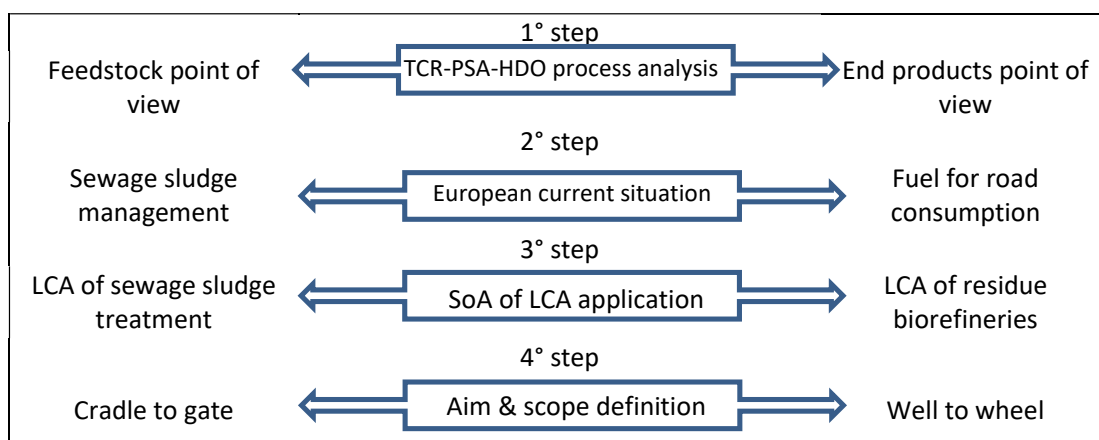 1° step
Feedstock point of
view
TCR-PSA-HDO process analysis
End products point of
view
2° step
Sewage sludge
management
European current situation
Fuel for road
consumption
3° step
LCA of sewage sludge
treatment
SoA of LCA application
LCA of residue
biorefineries
4° step
Cradle to gate
Aim & scope definition
Well to wheel